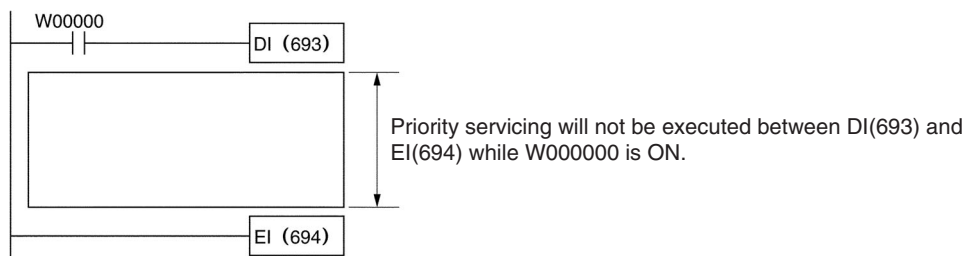 W00000
DI (693)
Priority servicing will not be executed between DI(693) and
EI(694) while W000000 is ON.
EI (694)